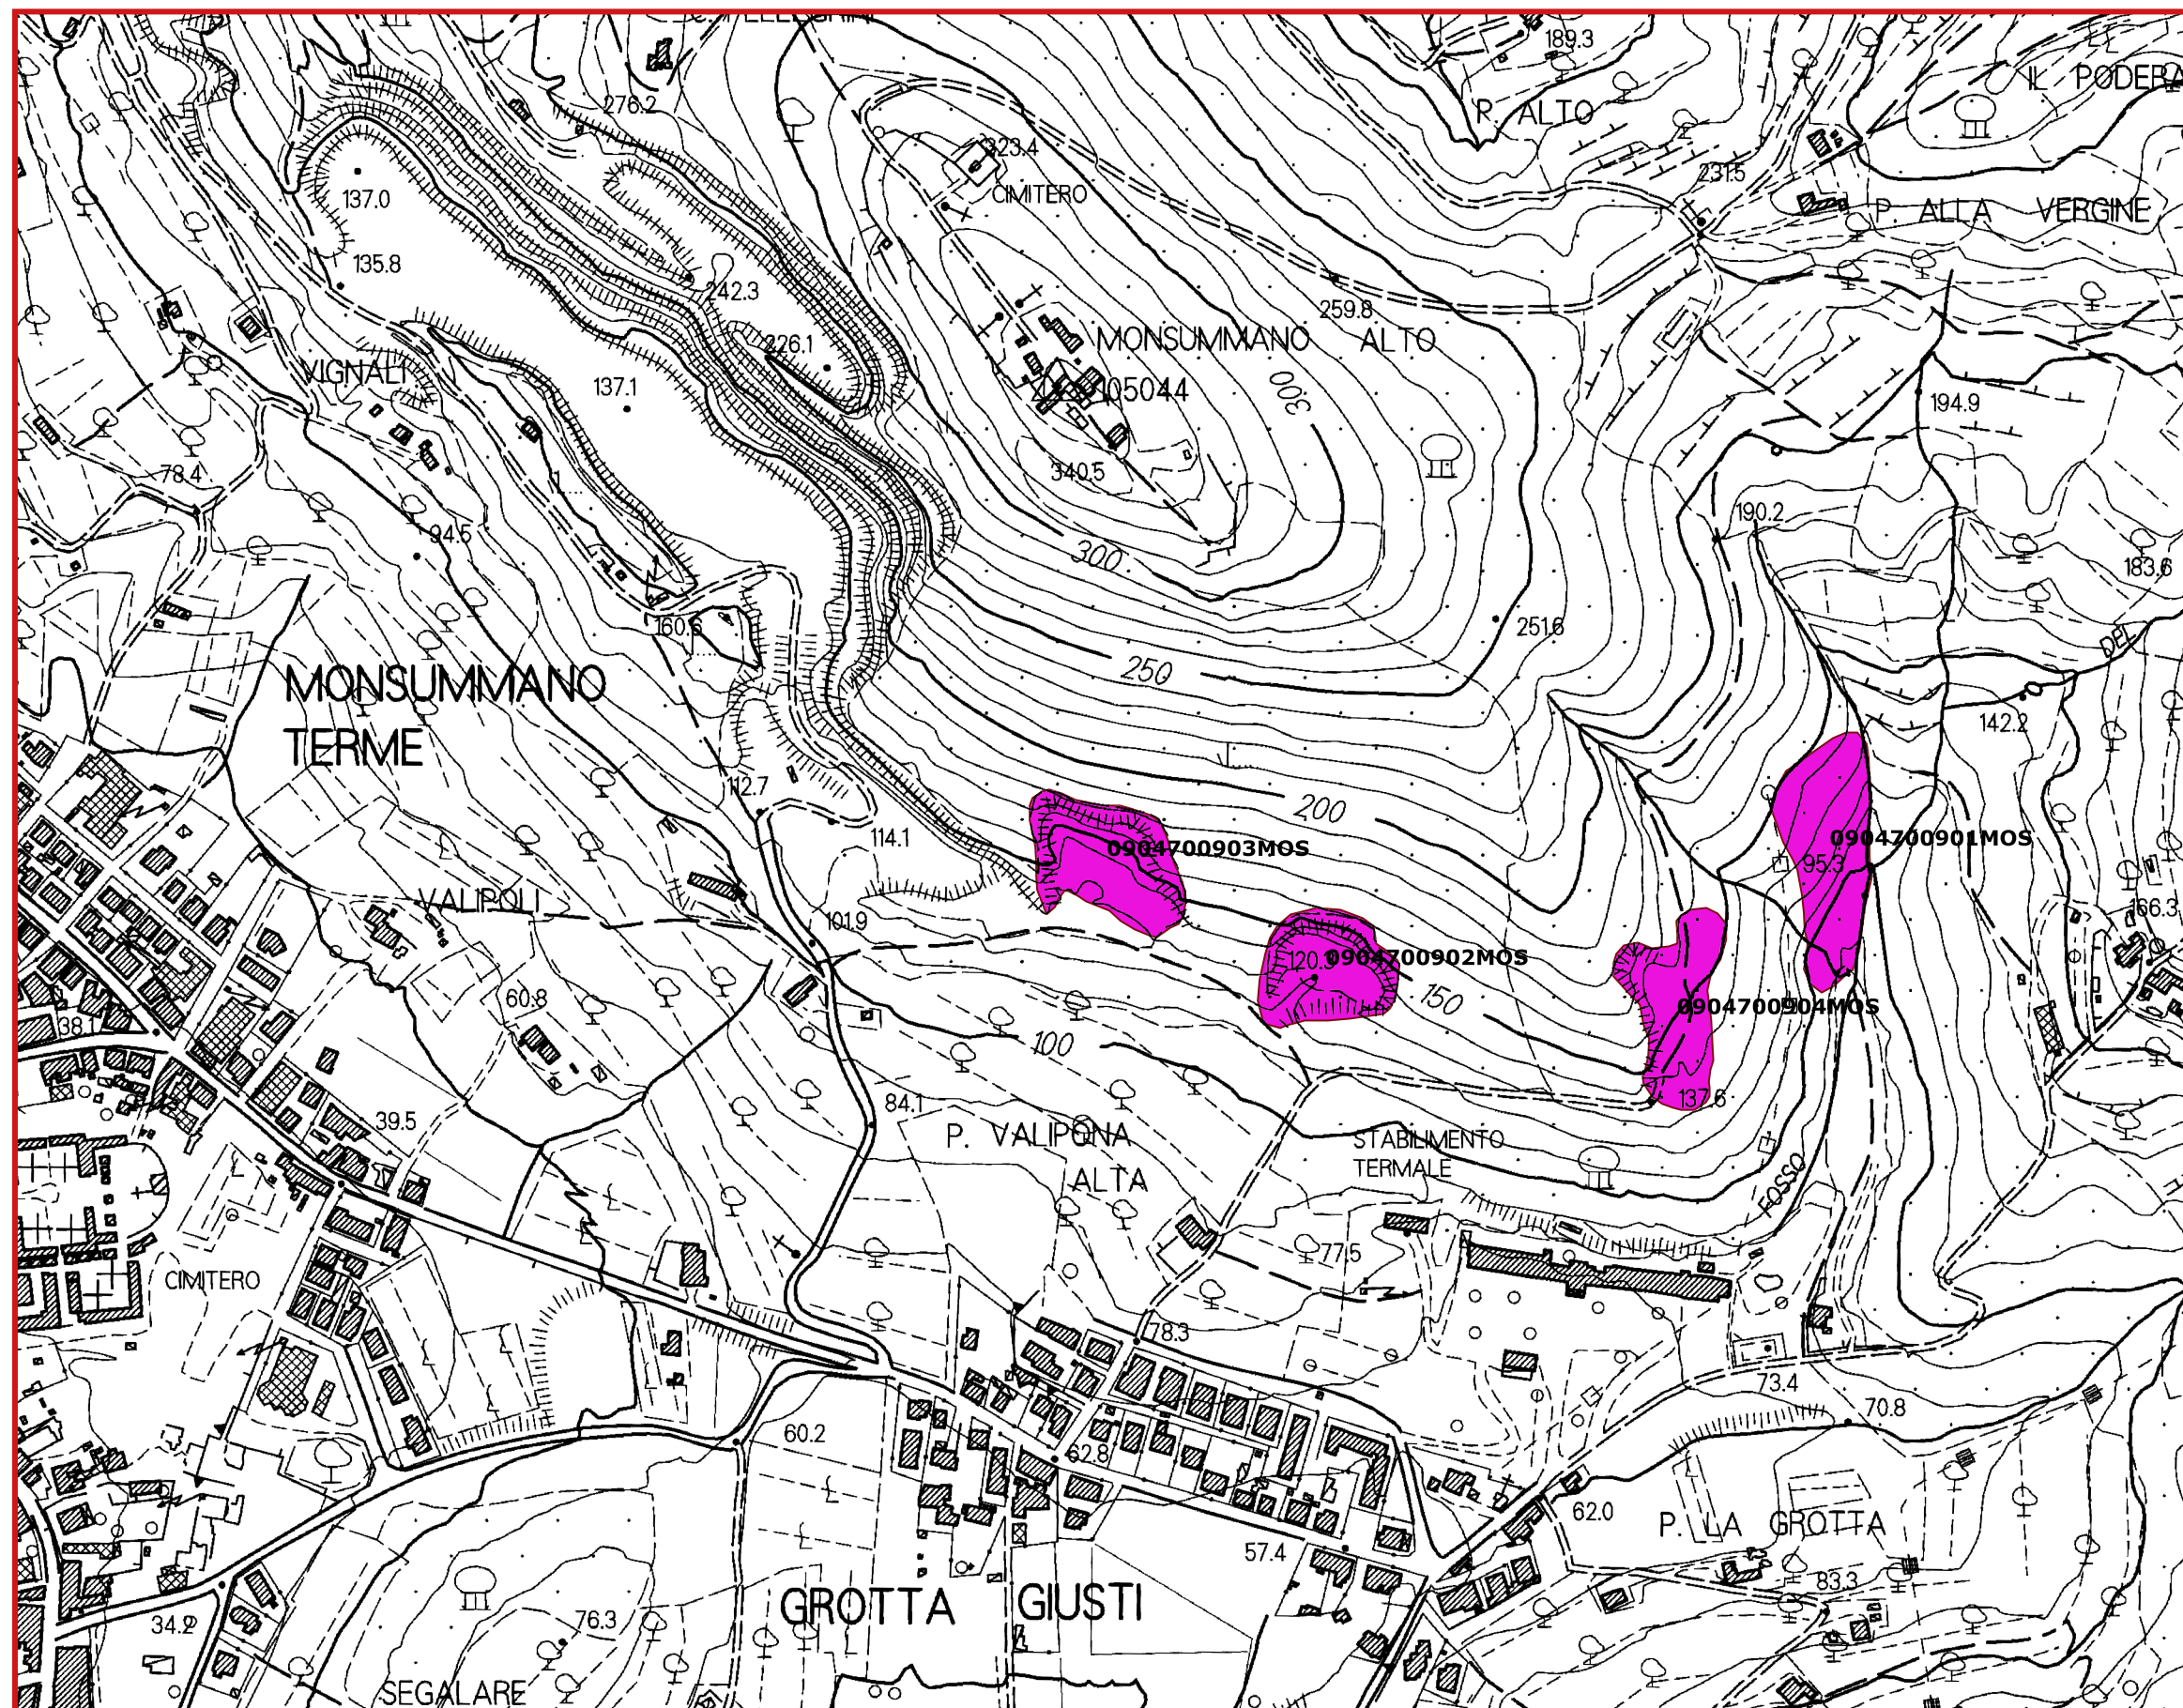 189.3
IL PODERA
276.2
P. ALTO
323.4
CIMITERO
231.5
137.0
P. ALLA VERGINE
135.8
242.3
259.8
226.1
MONSUMMANO ALTO
VIGNALI
137.1
300
194.9
340.5
78.4
190.2
94.5
300
183.6
160.6
251.6
DEL
250
MONSUMMANO
TERME
142.2
112.7
200
114.1
0904700903MOS
0904700901MOS
95.3
VALIPOLI
101.9
166.3
120.3
0904700902MOS
60.8
150
0904700904MOS
38.1
100
84.1
137.6
39.5
P. VALIPONA
ALTA
STABILIMENTO
TERMALE
FOSSO
77.5
CIMITERO
78.3
73.4
70.8
60.2
62.8
62.0
P. LA GROTTA
57.4
83.3
GROTTA GIUSTI
34.2
76.3
SEGALARE